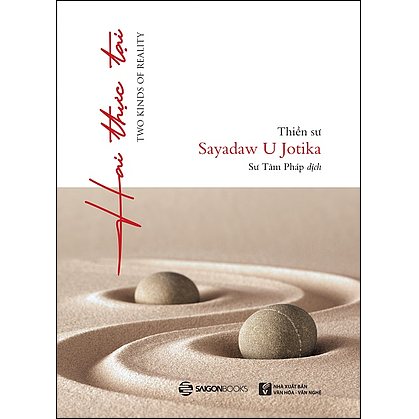 Hai thực tại
TWO KINDS OF REALITY
Thiền sư
Sayadaw U Jotika
Sư Tâm Pháp dịch
SAIGONBOOKS
NHÀ XUẤT BẢN
VĂN HÓA - VĂN NGHỆ